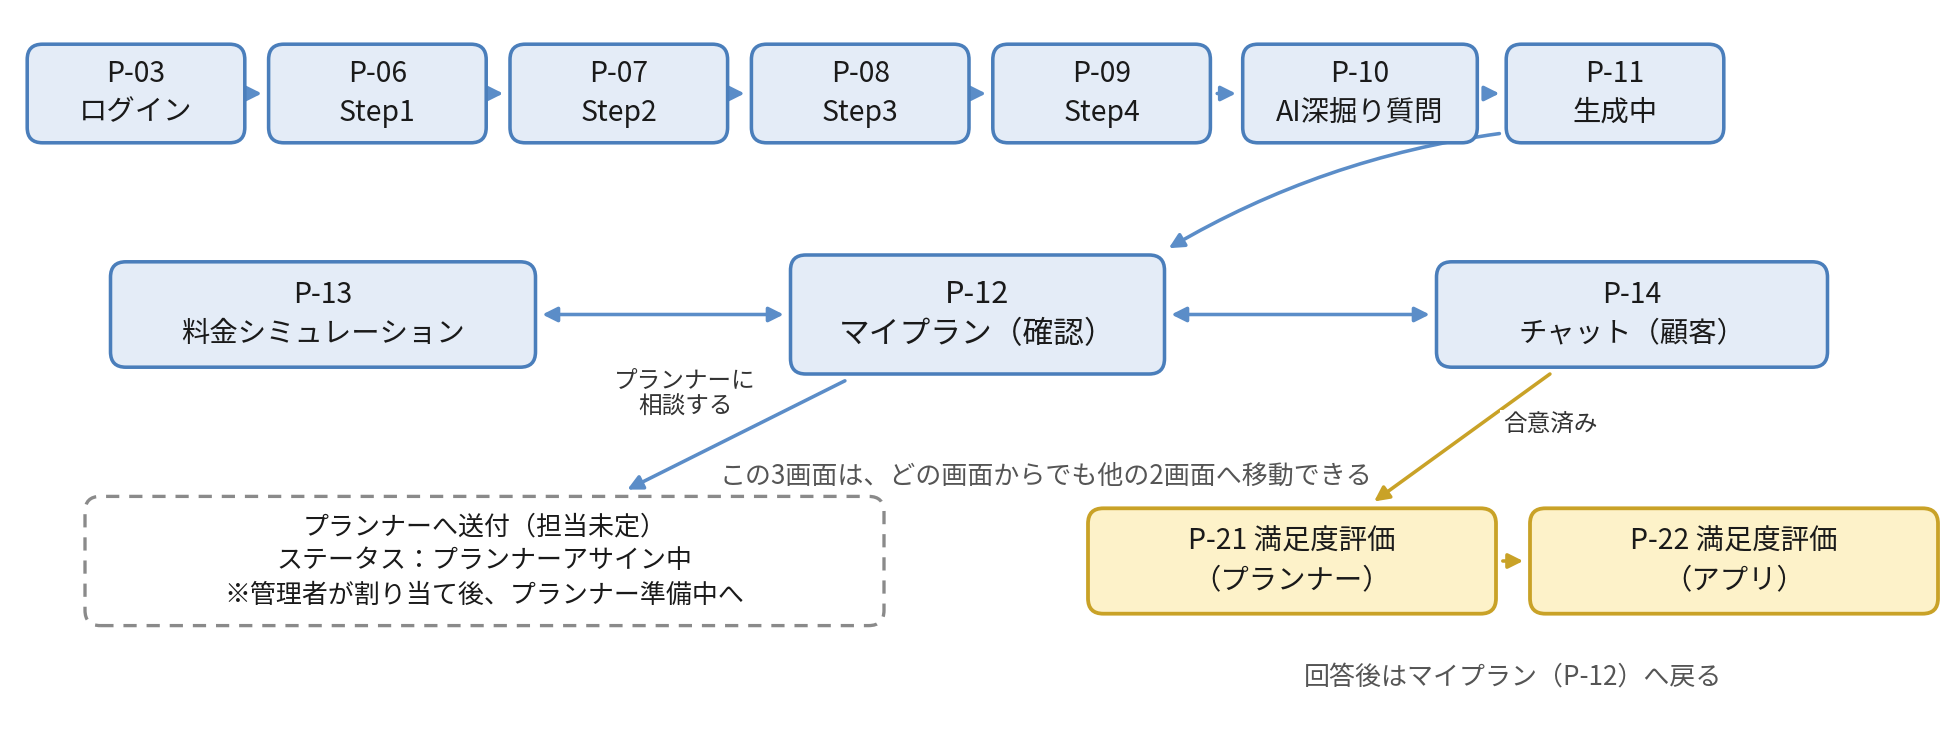 P-03
ログイン
P-06
Step1
P-07
Step2
P-08
Step3
P-09
Step4
P-10
AI深掘り質問
P-11
生成中
P-13
料金シミュレーション
P-12
マイプラン（確認）
P-14
チャット（顧客）
プランナーに
相談する
合意済み
この3画面は、どの画面からでも他の2画面へ移動できる
プランナーへ送付（担当未定）
ステータス：プランナーアサイン中
※管理者が割り当て後、プランナー準備中へ
P-21 満足度評価
（プランナー）
P-22 満足度評価
（アプリ）
回答後はマイプラン（P-12）へ戻る